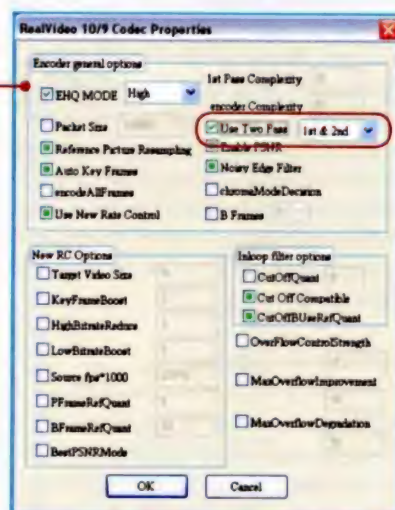 RealVideo 10/9 Codec Properties
Encoder general options
EHQ MODE High
Packet Size
Reference Picture Resampling
Auto Key Frames
encodeAllFrames
Use New Rate Control
1st Pass Complexity
encoder Complexity
Use Two Pass 1st & 2nd
Enable PSNR
Noisy Edge Filter
chromaModeDecision
B Frames
New RC Options
Target Video Size
KeyFrameBoost
HighBitrateReduce
LowBitrateBoost
Source fps*1000
PFrameRefQuant
BFrameRefQuant
BestPSNRMode
Inloop filter options
CutOffQuant
Cut Off Compatible
CutOffBUseRefQuant
OverFlowControlStrength
MaxOverflowImprovement
MaxOverflowDegradation
OK
Cancel